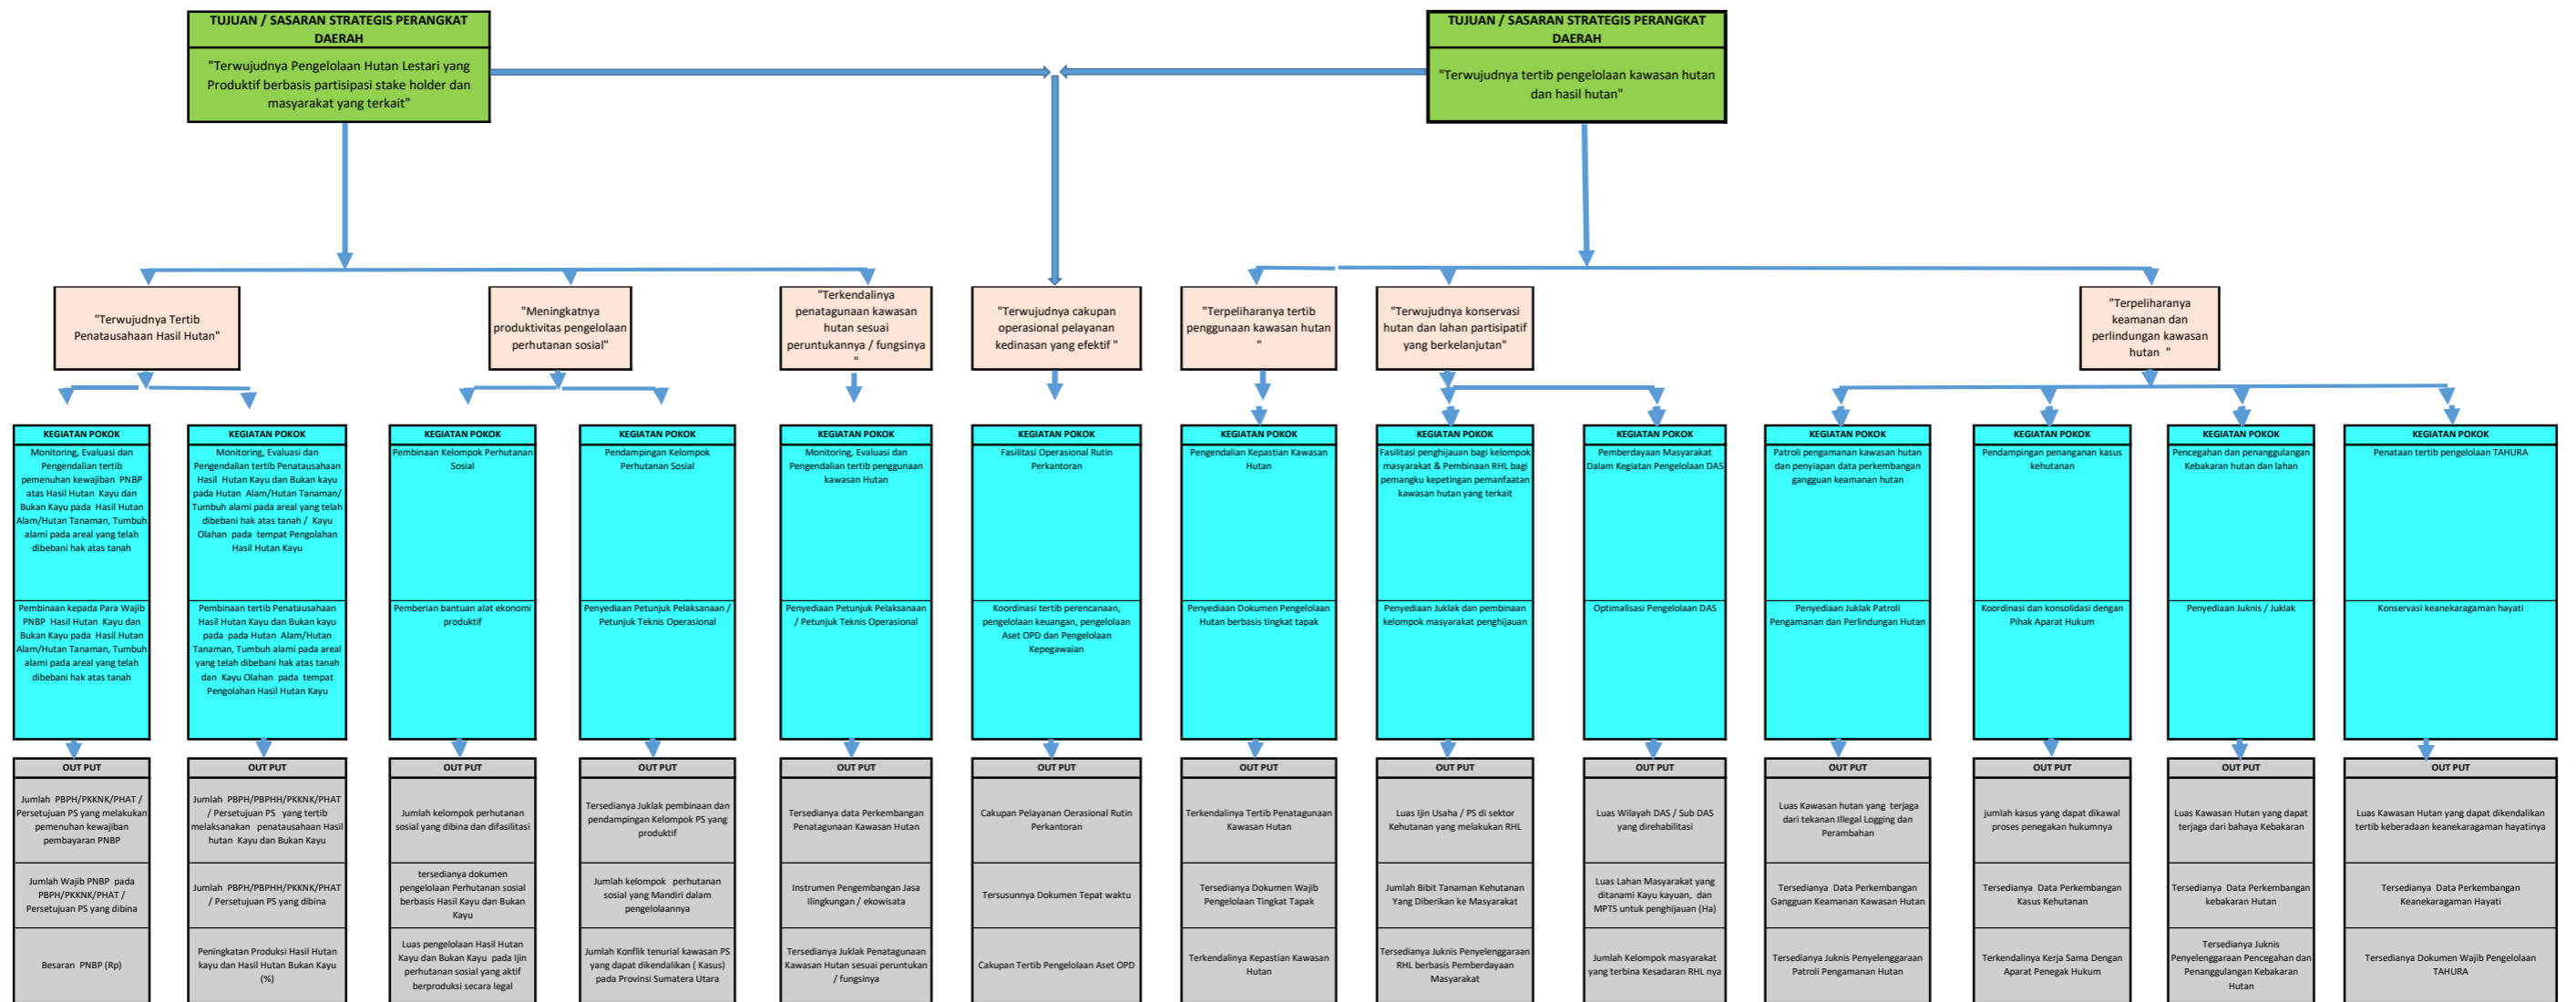 TUJUAN / SASARAN STRATEGIS PERANGKAT
DAERAH
"Terwujudnya Pengelolaan Hutan Lestari yang
Produktif berbasis partisipasi stake holder dan
masyarakat yang terkait"
TUJUAN / SASARAN STRATEGIS PERANGKAT
DAERAH
"Terwujudnya tertib pengelolaan kawasan hutan
dan hasil hutan"
"Terwujudnya Tertib
Penatausahaan Hasil Hutan"
"Meningkatnya
produktivitas pengelolaan
perhutanan sosial"
"Terkendalinya
penatagunaan kawasan
hutan sesuai
peruntukannya / fungsinya
"
"Terwujudnya cakupan
operasional pelayanan
kedinasan yang efektif "
"Terpeliharanya tertib
penggunaan kawasan hutan
"
"Terwujudnya konservasi
hutan dan lahan partisipatif
yang berkelanjutan"
"Terpeliharanya
keamanan dan
perlindungan kawasan
hutan "
KEGIATAN POKOK
Monitoring, Evaluasi dan
Pengendalian tertib
pemenuhan kewajiban PNBP
atas Hasil Hutan Kayu dan
Bukan Kayu pada Hasil Hutan
Alam/Hutan Tanaman, Tumbuh
alami pada areal yang telah
dibebani hak atas tanah
Pembinaan kepada Para Wajib
PNBP Hasil Hutan Kayu dan
Bukan Kayu pada Hasil Hutan
Alam/Hutan Tanaman, Tumbuh
alami pada areal yang telah
dibebani hak atas tanah
KEGIATAN POKOK
Monitoring, Evaluasi dan
Pengendalian tertib Penatausahaan
Hasil Hutan Kayu dan Bukan kayu
pada Hutan Alam/Hutan Tanaman/
Tumbuh alami pada areal yang telah
dibebani hak atas tanah / Kayu
Olahan pada tempat Pengolahan
Hasil Hutan Kayu
Pembinaan tertib Penatausahaan
Hasil Hutan Kayu dan Bukan kayu
pada pada Hutan Alam/Hutan
Tanaman, Tumbuh alami pada areal
yang telah dibebani hak atas tanah
dan Kayu Olahan pada tempat
Pengolahan Hasil Hutan Kayu
KEGIATAN POKOK
Pembinaan Kelompok Perhutanan
Sosial
Pemberian bantuan alat ekonomi
produktif
KEGIATAN POKOK
Pendampingan Kelompok
Perhutanan Sosial
Penyediaan Petunjuk Pelaksanaan /
Petunjuk Teknis Operasional
KEGIATAN POKOK
Monitoring, Evaluasi dan
Pengendalian tertib penggunaan
kawasan Hutan
Penyediaan Petunjuk Pelaksanaan
/ Petunjuk Teknis Operasional
KEGIATAN POKOK
Fasilitasi Operasional Rutin
Perkantoran
Koordinasi tertib perencanaan,
pengelolaan keuangan, pengelolaan
Aset OPD dan Pengelolaan
Kepegawaian
KEGIATAN POKOK
Pengendalian Kepastian Kawasan
Hutan
Penyediaan Dokumen Pengelolaan
Hutan berbasis tingkat tapak
KEGIATAN POKOK
Fasilitasi penghijauan bagi kelompok
masyarakat & Pembinaan RHL bagi
pemangku kepetingan pemanfaatan
kawasan hutan yang terkait
Penyediaan Juklak dan pembinaan
kelompok masyarakat penghijauan
KEGIATAN POKOK
Pemberdayaan Masyarakat
Dalam Kegiatan Pengelolaan DAS
Optimalisasi Pengelolaan DAS
KEGIATAN POKOK
Patroli pengamanan kawasan hutan
dan penyiapan data perkembangan
gangguan keamanan hutan
Penyediaan Juklak Patroli
Pengamanan dan Perlindungan Hutan
KEGIATAN POKOK
Pendampingan penanganan kasus
kehutanan
Koordinasi dan konsolidasi dengan
Pihak Aparat Hukum
KEGIATAN POKOK
Pencegahan dan penanggulangan
Kebakaran hutan dan lahan
Penyediaan Juknis / Juklak
KEGIATAN POKOK
Penataan tertib pengelolaan TAHURA
Konservasi keanekaragaman hayati
OUT PUT
Jumlah PBPH/PKKNK/PHAT /
Persetujuan PS yang melakukan
pemenuhan kewajiban
pembayaran PNBP
Jumlah Wajib PNBP pada
PBPH/PKKNK/PHAT /
Persetujuan PS yang dibina
Besaran PNBP (Rp)
OUT PUT
Jumlah PBPH/PBPHH/PKKNK/PHAT
/ Persetujuan PS yang tertib
melaksanakan penatausahaan Hasil
hutan Kayu dan Bukan Kayu
Jumlah PBPH/PBPHH/PKKNK/PHAT
/ Persetujuan PS yang dibina
Peningkatan Produksi Hasil Hutan
kayu dan Hasil Hutan Bukan Kayu
(%)
OUT PUT
Jumlah kelompok perhutanan
sosial yang dibina dan difasilitasi
tersedianya dokumen
pengelolaan Perhutanan sosial
berbasis Hasil Kayu dan Bukan
Kayu
Luas pengelolaan Hasil Hutan
Kayu dan Bukan Kayu pada Ijin
perhutanan sosial yang aktif
berproduksi secara legal
OUT PUT
Tersedianya Juklak pembinaan dan
pendampingan Kelompok PS yang
produktif
Jumlah kelompok perhutanan
sosial yang Mandiri dalam
pengelolaannya
Jumlah Konflik tenurial kawasan PS
yang dapat dikendalikan ( Kasus)
pada Provinsi Sumatera Utara
OUT PUT
Tersedianya data Perkembangan
Penatagunaan Kawasan Hutan
Instrumen Pengembangan Jasa
Ilingkungan / ekowisata
Tersedianya Juklak Penatagunaan
Kawasan Hutan sesuai peruntukan
/ fungsinya
OUT PUT
Cakupan Pelayanan Oerasional Rutin
Perkantoran
Tersusunnya Dokumen Tepat waktu
Cakupan Tertib Pengelolaan Aset OPD
OUT PUT
Terkendalinya Tertib Penatagunaan
Kawasan Hutan
Tersedianya Dokumen Wajib
Pengelolaan Tingkat Tapak
Terkendalinya Kepastian Kawasan
Hutan
OUT PUT
Luas Ijin Usaha / PS di sektor
Kehutanan yang melakukan RHL
Jumlah Bibit Tanaman Kehutanan
Yang Diberikan ke Masyarakat
Tersedianya Juknis Penyelenggaraan
RHL berbasis Pemberdayaan
Masyarakat
OUT PUT
Luas Wilayah DAS / Sub DAS
yang direhabilitasi
Luas Lahan Masyarakat yang
ditanami Kayu kayuan, dan
MPTS untuk penghijauan (Ha)
Jumlah Kelompok masyarakat
yang terbina Kesadaran RHL nya
OUT PUT
Luas Kawasan hutan yang terjaga
dari tekanan Illegal Logging dan
Perambahan
Tersedianya Data Perkembangan
Gangguan Keamanan Kawasan Hutan
Tersedianya Juknis Penyelenggaraan
Patroli Pengamanan Hutan
OUT PUT
jumlah kasus yang dapat dikawal
proses penegakan hukumnya
Tersedianya Data Perkembangan
Kasus Kehutanan
Terkendalinya Kerja Sama Dengan
Aparat Penegak Hukum
OUT PUT
Luas Kawasan Hutan yang dapat
terjaga dari bahaya Kebakaran
Tersedianya Data Perkembangan
kebakaran Hutan
Tersedianya Juknis
Penyelenggaraan Pencegahan dan
Penanggulangan Kebakaran
Hutan
OUT PUT
Luas Kawasan Hutan yang dapat dikendalikan
tertib keberadaan keanekaragaman hayatinya
Tersedianya Data Perkembangan
Keanekaragaman Hayati
Tersedianya Dokumen Wajib Pengelolaan
TAHURA